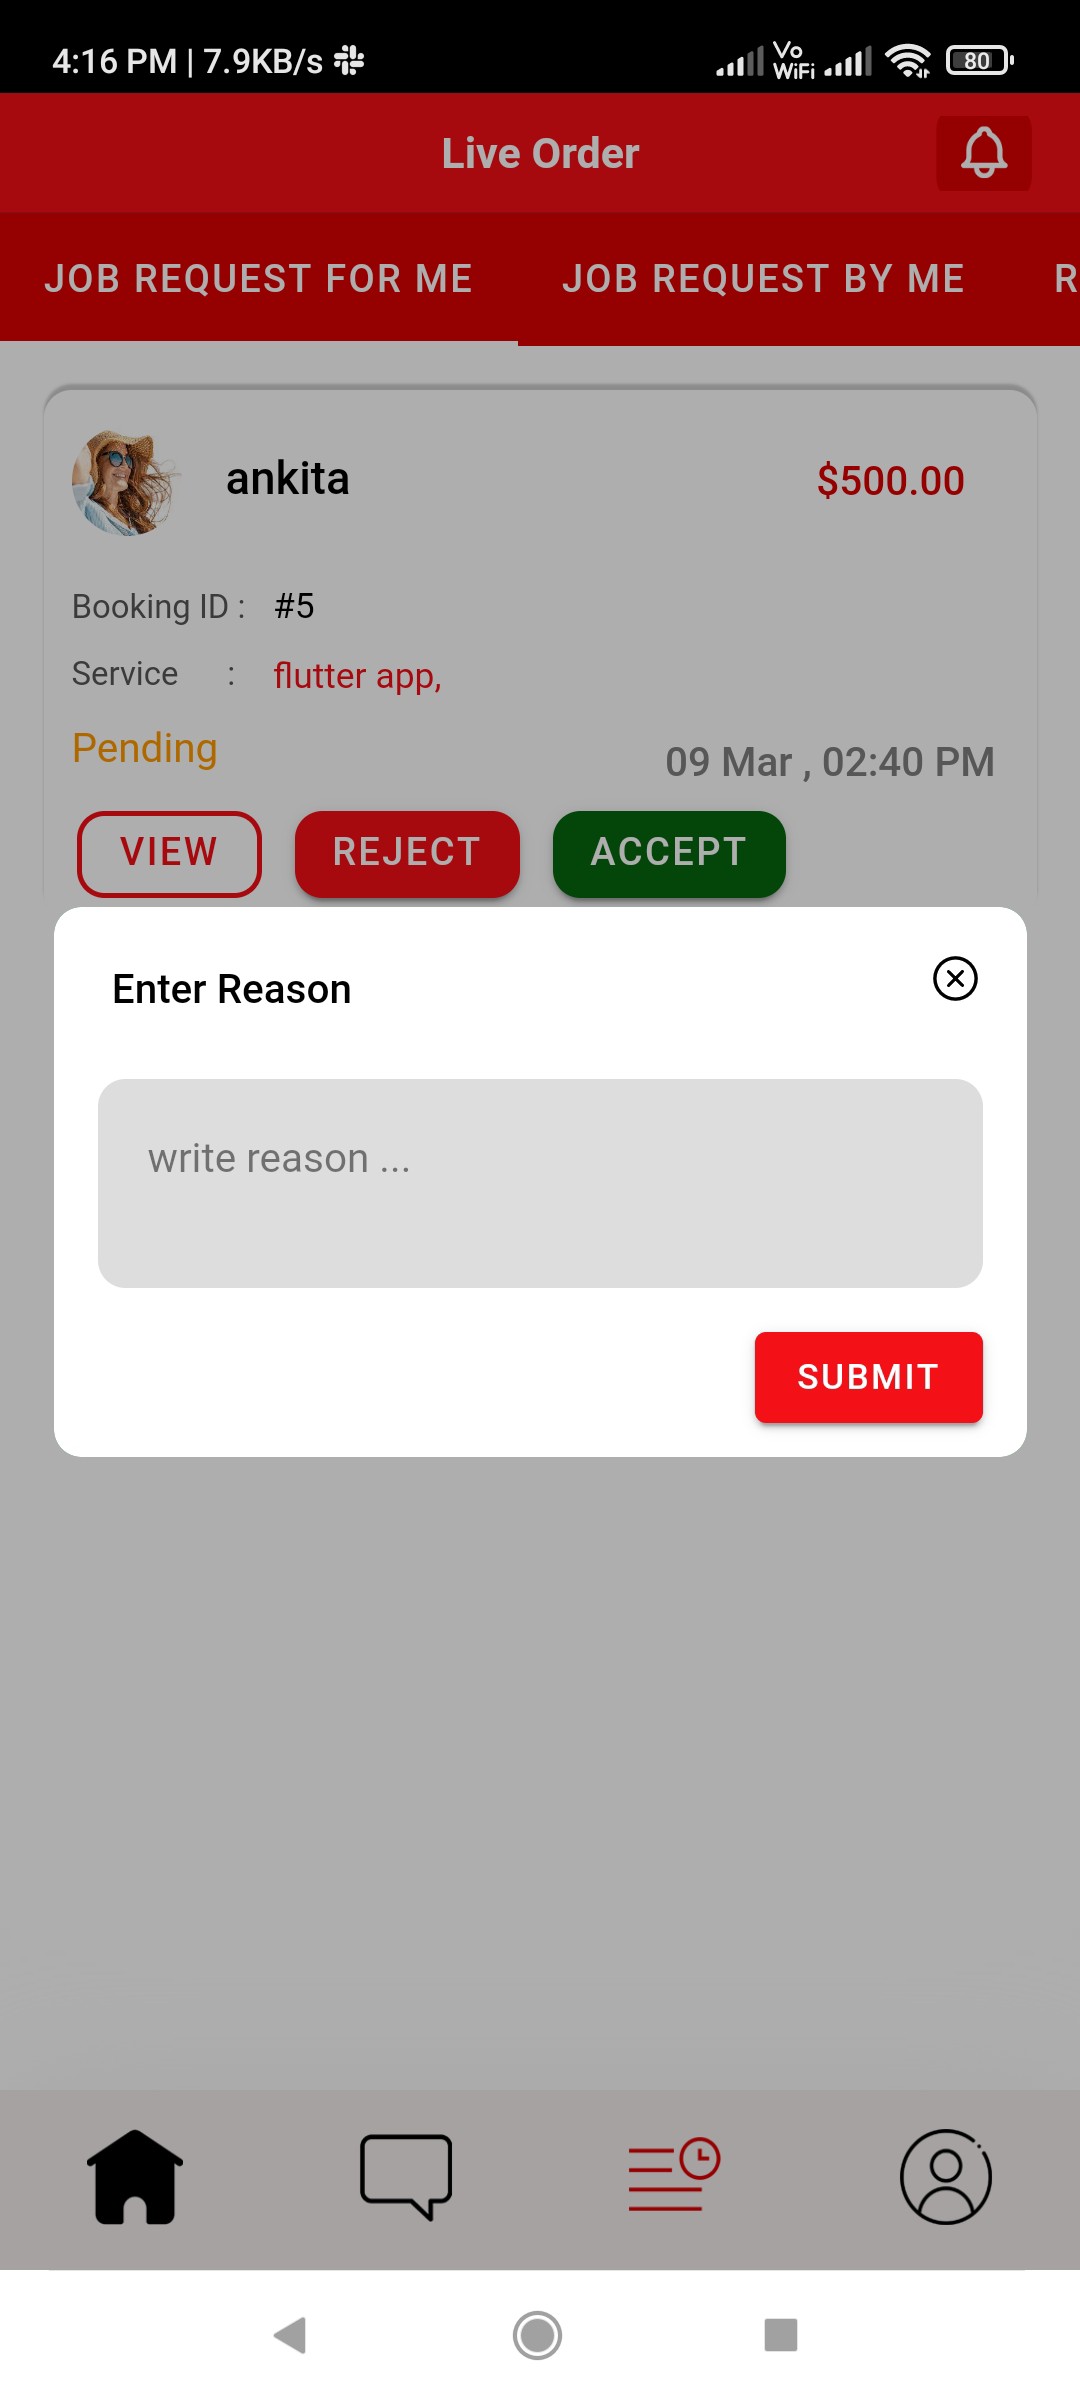 4:16 PM | 7.9KB/s Vo WiFi 80
Live Order
JOB REQUEST FOR ME JOB REQUEST BY ME R
ankita $500.00
Booking ID : #5
Service : flutter app,
Pending 09 Mar , 02:40 PM
VIEW REJECT ACCEPT
Enter Reason
write reason ...
SUBMIT